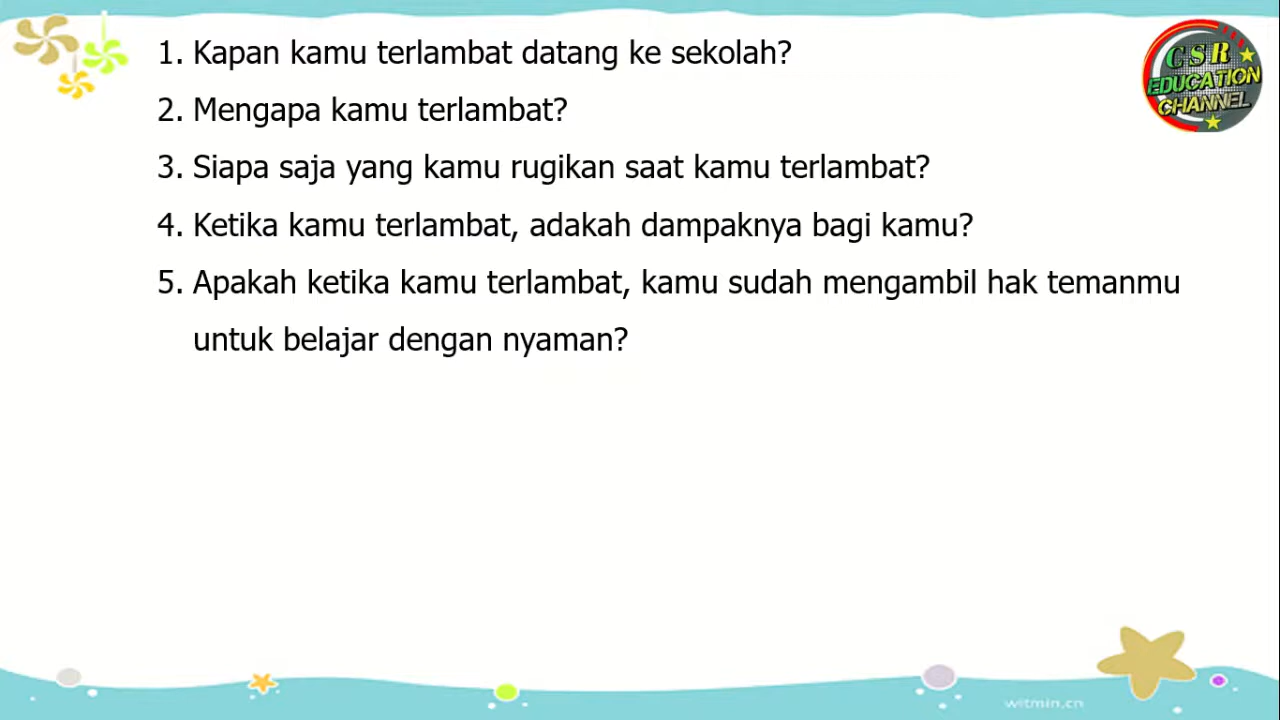 1. Kapan kamu terlambat datang ke sekolah?
2. Mengapa kamu terlambat?
3. Siapa saja yang kamu rugikan saat kamu terlambat?
4. Ketika kamu terlambat, adakah dampaknya bagi kamu?
5. Apakah ketika kamu terlambat, kamu sudah mengambil hak temanmu
untuk belajar dengan nyaman?
CSR
EDUCATION
CHANNEL
witmin.cn